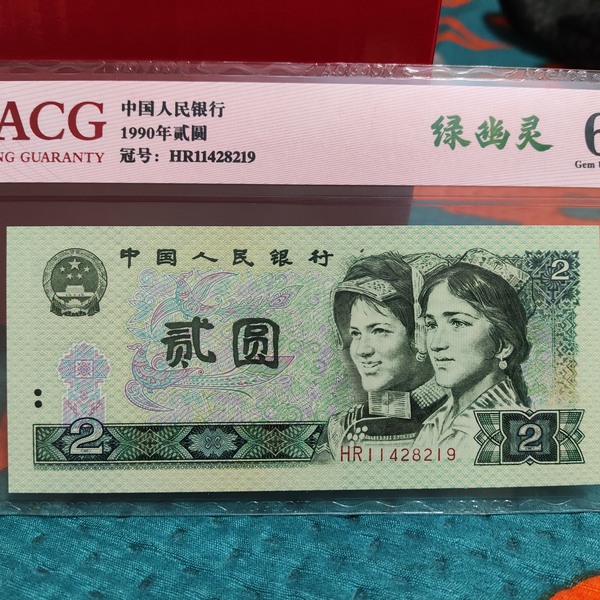 ACG
NG GUARANTY
中国人民银行
1990年贰圆
冠号：HR11428219
绿幽灵
6
Gem
中国人民银行
贰圆
2
2
2
HR11428219